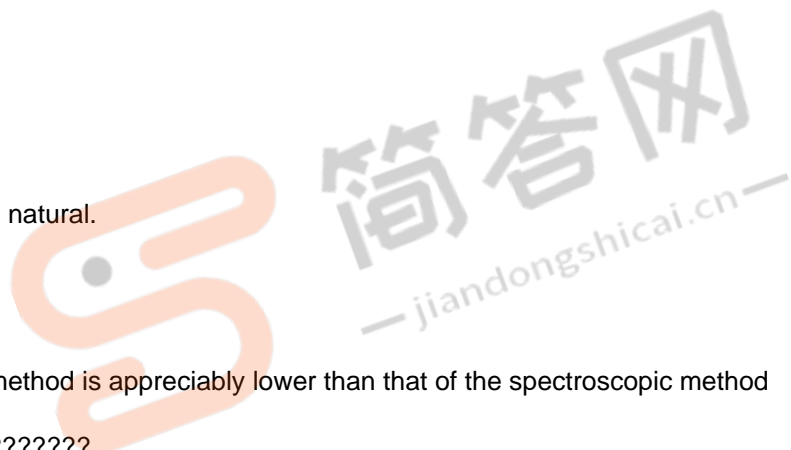 简答网
jiandongshicai.cn
natural.
method is appreciably lower than that of the spectroscopic method
???????